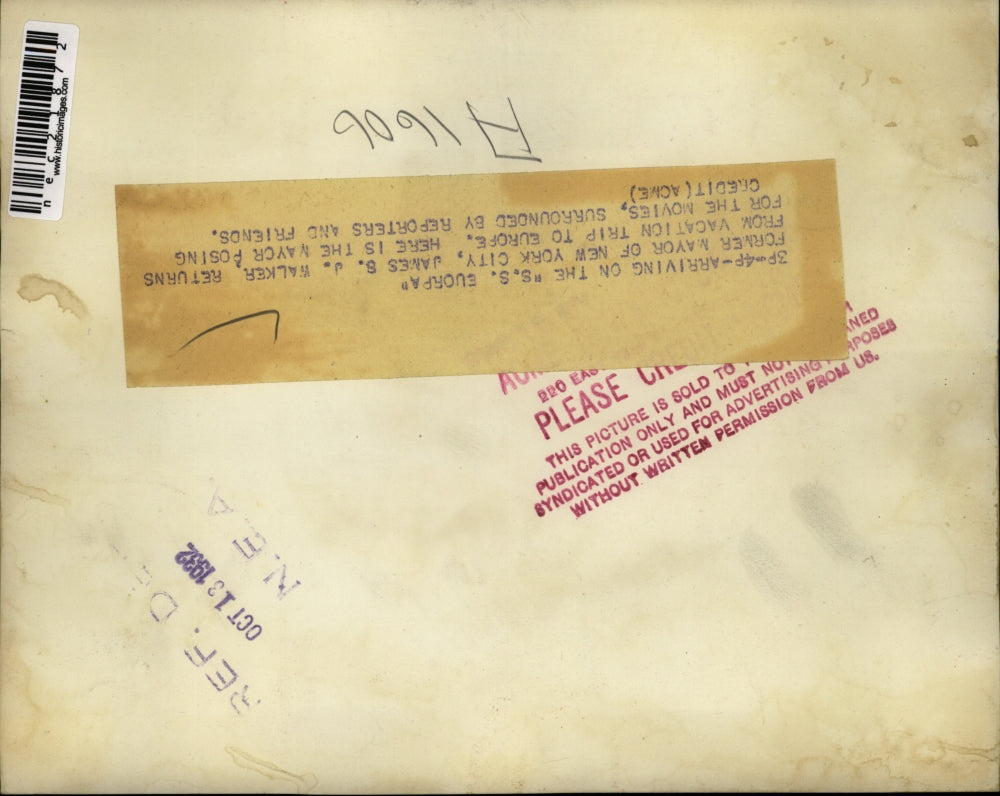 nec21872
www.historicimages.com
A1606
3P-4P-ARRIVING ON THE "S.S. EUORPA"
FORMER MAYOR OF NEW YORK CITY, JAMES S. J. WALKER, RETURNS
FROM VACATION TRIP TO EUROPE. HERE IS THE MAYOR POSING
FOR THE MOVIES, SURROUNDED BY REPORTERS AND FRIENDS.
CREDIT(ACME)
220
PLEASE
THIS PICTURE IS SOLD TO
PUBLICATION ONLY AND MUST
SYNDICATED OR USED FOR ADVERTISING
WITHOUT WRITTEN PERMISSION FROM US.
REF.
OCT 13 1932
N.E.A